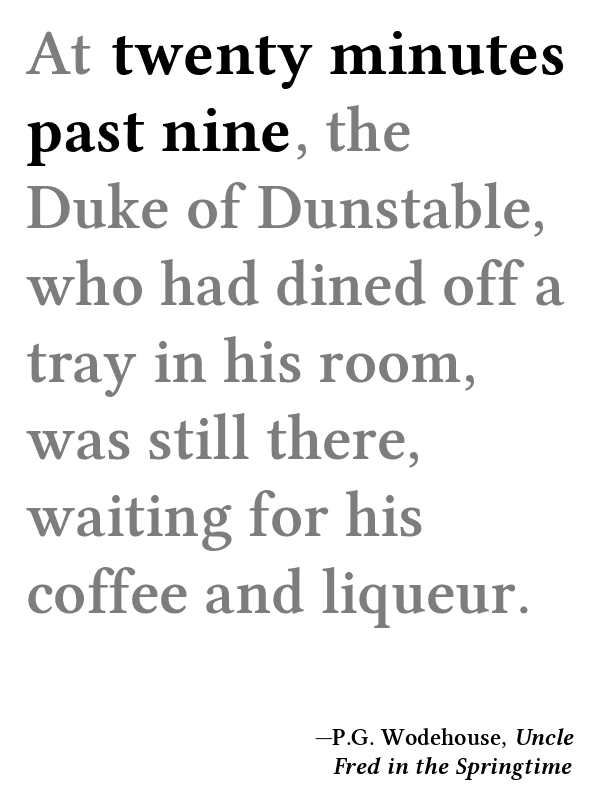 At twenty minutes
past nine, the
Duke of Dunstable,
who had dined off a
tray in his room,
was still there,
waiting for his
coffee and liqueur.
—P.G. Wodehouse, Uncle
Fred in the Springtime